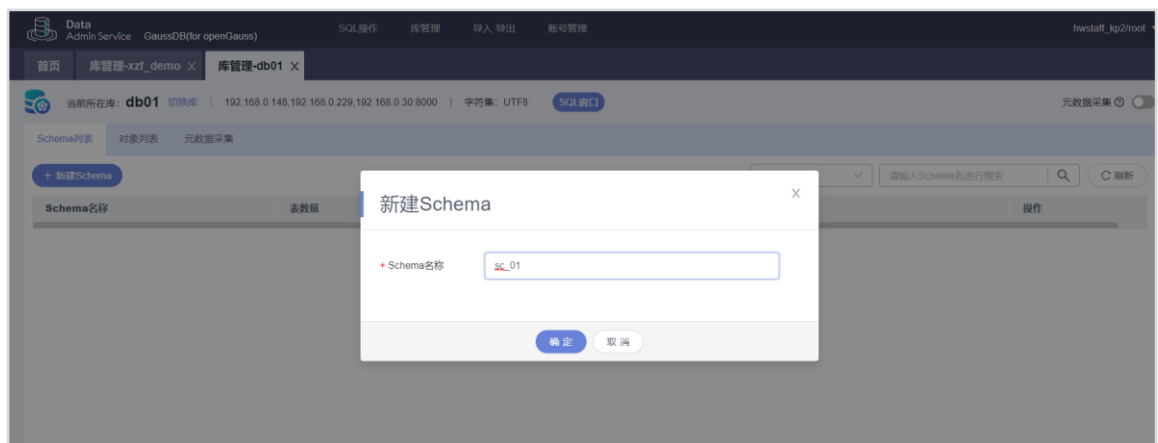 Data
Admin Service GaussDB(for openGauss) SQL操作 库管理 导入·导出 账号管理 hwstaff_kp2/root
首页 库管理-xzf_demo × 库管理-db01 ×
当前所在库: db01 切换库 | 192.168.0.148,192.168.0.229,192.168.0.30:8000 | 字符集: UTF8 SQL窗口 元数据采集
Schema列表 对象列表 元数据采集
+ 新建Schema 请输入Schema名进行搜索 刷新
Schema名称 表数量 操作
新建Schema ×
* Schema名称 sc_01
确定 取消